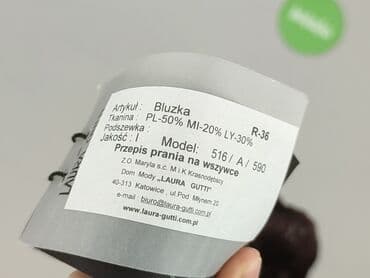 Artykuł : Bluzka
Tkanina : PL-50% MI-20% LY-30%
Podszewka : R-36
Jakość : I Model: 516 / A / 590
Przepis prania na wszywce
Z.O. Maryla s.c. M i K Krasnodębscy
Dom Mody „LAURA GUTTI"
40-313 Katowice , ul.Pod Młynem 20
e-mail : biuro@laura-gutti.com.pl
www.laura-gutti.com.pl